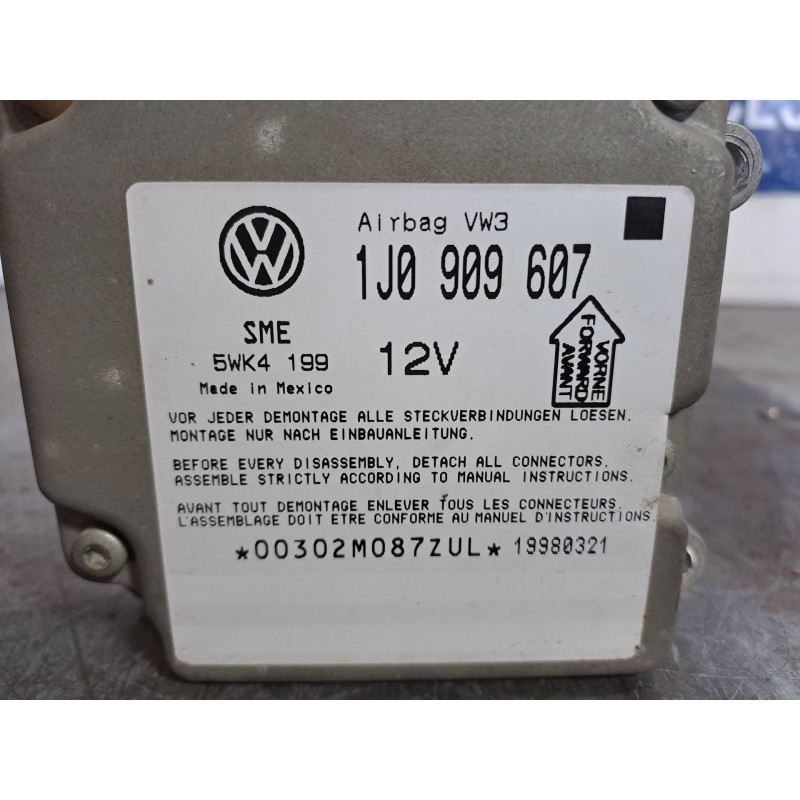 Airbag VW3
1J0 909 607
SME
5WK4 199
12V
Made in Mexico
VORNE
FORWARD
AVANT
VOR JEDER DEMONTAGE ALLE STECKVERBINDUNGEN LOESEN.
MONTAGE NUR NACH EINBAUANLEITUNG.
BEFORE EVERY DISASSEMBLY, DETACH ALL CONNECTORS.
ASSEMBLE STRICTLY ACCORDING TO MANUAL INSTRUCTIONS.
AVANT TOUT DEMONTAGE ENLEVER TOUS LES CONNECTEURS.
L'ASSEMBLAGE DOIT ETRE CONFORME AU MANUEL D'INSTRUCTIONS.
*00302M087ZUL* 19980321